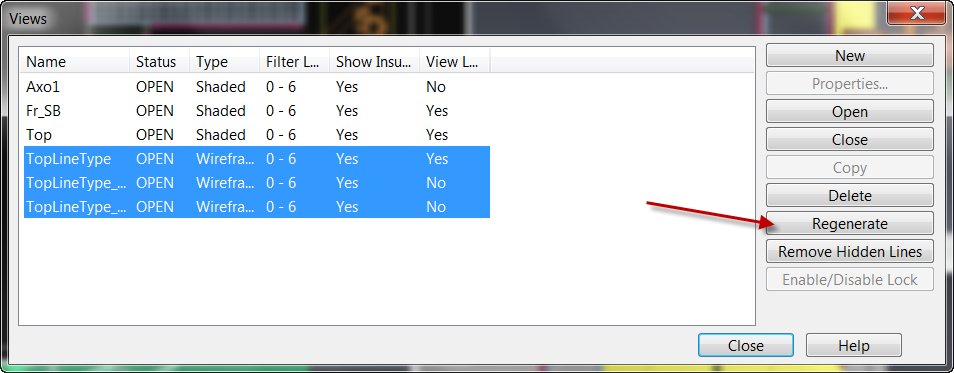 Views
Name Status Type Filter L... Show Insu... View L...
Axo1 OPEN Shaded 0 - 6 Yes No
Fr_SB OPEN Shaded 0 - 6 Yes Yes
Top OPEN Shaded 0 - 6 Yes Yes
TopLineType OPEN Wirefra... 0 - 6 Yes Yes
TopLineType_... OPEN Wirefra... 0 - 6 Yes No
TopLineType_... OPEN Wirefra... 0 - 6 Yes No
New
Properties...
Open
Close
Copy
Delete
Regenerate
Remove Hidden Lines
Enable/Disable Lock
Close Help